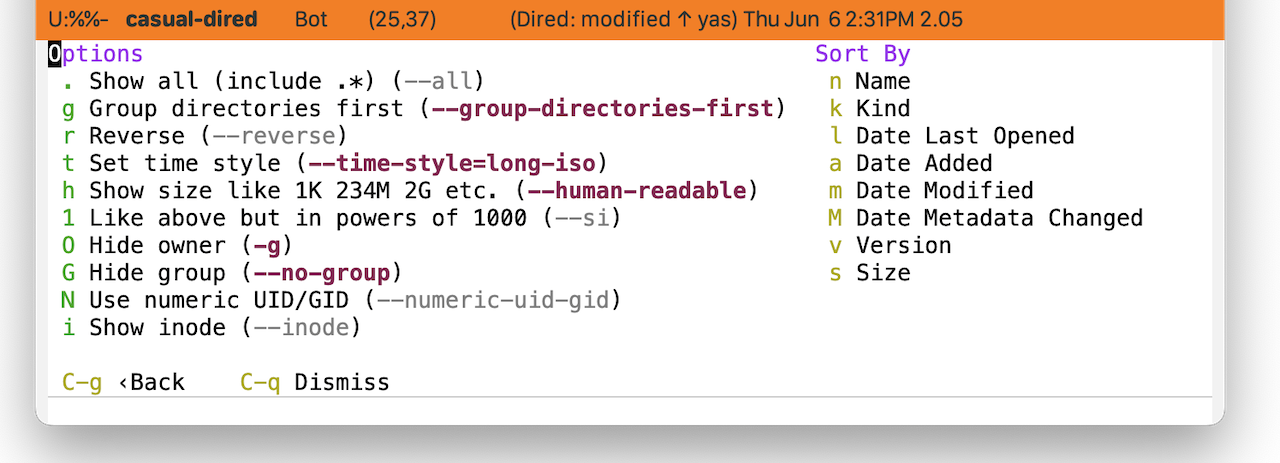 U:%%- casual-dired Bot (25,37) (Dired: modified ↑ yas) Thu Jun 6 2:31PM 2.05
Options Sort By
. Show all (include .*) (--all) n Name
g Group directories first (--group-directories-first) k Kind
r Reverse (--reverse) l Date Last Opened
t Set time style (--time-style=long-iso) a Date Added
h Show size like 1K 234M 2G etc. (--human-readable) m Date Modified
1 Like above but in powers of 1000 (--si) M Date Metadata Changed
O Hide owner (-g) v Version
G Hide group (--no-group) s Size
N Use numeric UID/GID (--numeric-uid-gid)
i Show inode (--inode)
C-g ‹Back C-q Dismiss